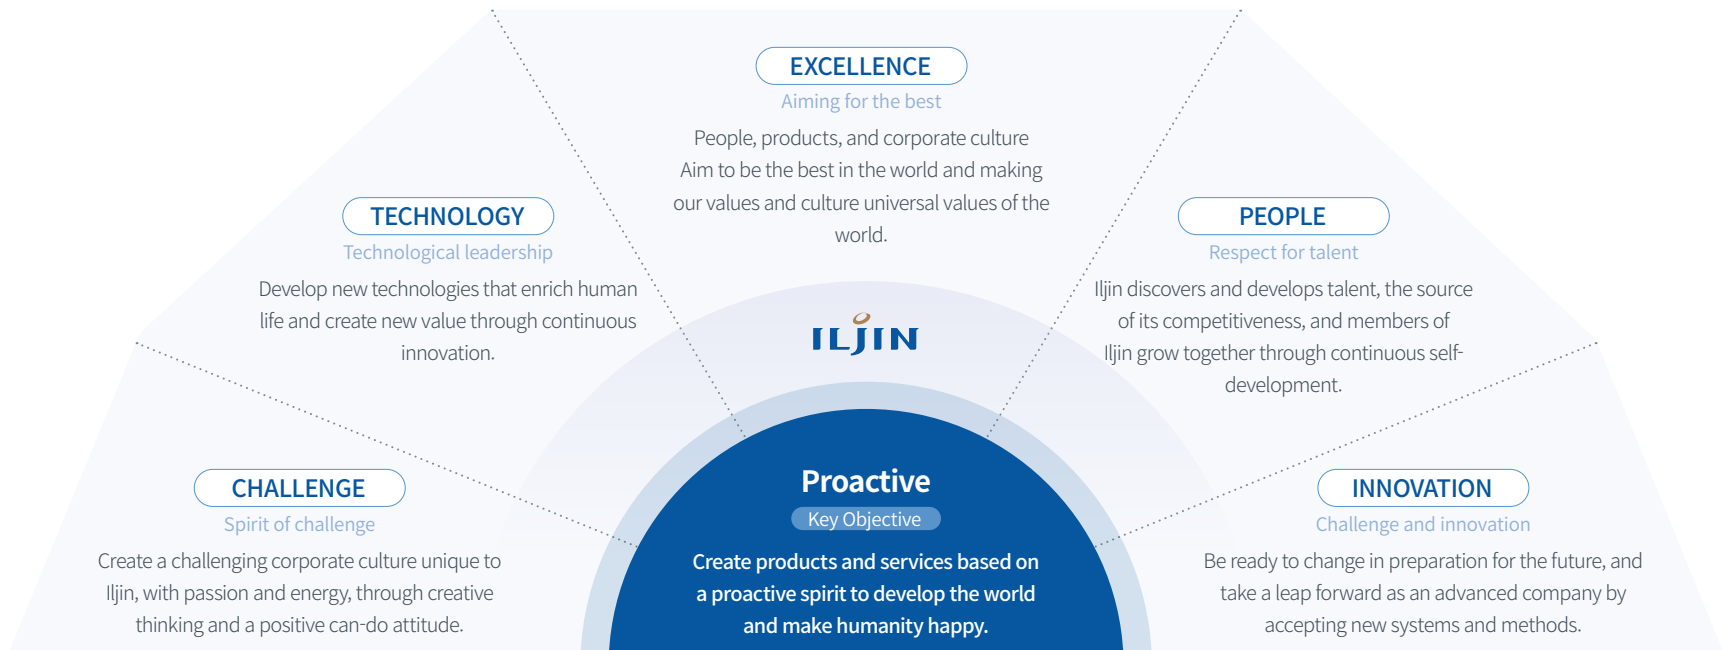 EXCELLENCE
Aiming for the best
People, products, and corporate culture
Aim to be the best in the world and making
our values and culture universal values of the
world.
TECHNOLOGY
Technological leadership
Develop new technologies that enrich human
life and create new value through continuous
innovation.
PEOPLE
Respect for talent
Iljin discovers and develops talent, the source
of its competitiveness, and members of
Iljin grow together through continuous self-
development.
ILJIN
CHALLENGE
Spirit of challenge
Create a challenging corporate culture unique to
Iljin, with passion and energy, through creative
thinking and a positive can-do attitude.
Proactive
Key Objective
Create products and services based on
a proactive spirit to develop the world
and make humanity happy.
INNOVATION
Challenge and innovation
Be ready to change in preparation for the future, and
take a leap forward as an advanced company by
accepting new systems and methods.